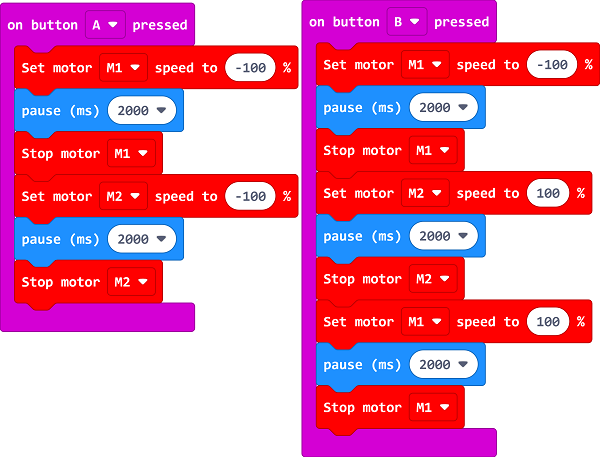 on button A pressed
Set motor M1 speed to -100 %
pause (ms) 2000
Stop motor M1
Set motor M2 speed to -100 %
pause (ms) 2000
Stop motor M2
on button B pressed
Set motor M1 speed to -100 %
pause (ms) 2000
Stop motor M1
Set motor M2 speed to 100 %
pause (ms) 2000
Stop motor M2
Set motor M1 speed to 100 %
pause (ms) 2000
Stop motor M1